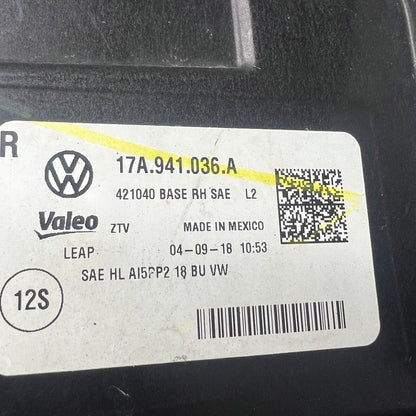 R
17A.941.036.A
421040 BASE RH SAE L2
Valeo ZTV MADE IN MEXICO
LEAP 04-09-18 10:53
SAE HL AI5PP2 18 BU VW
12S